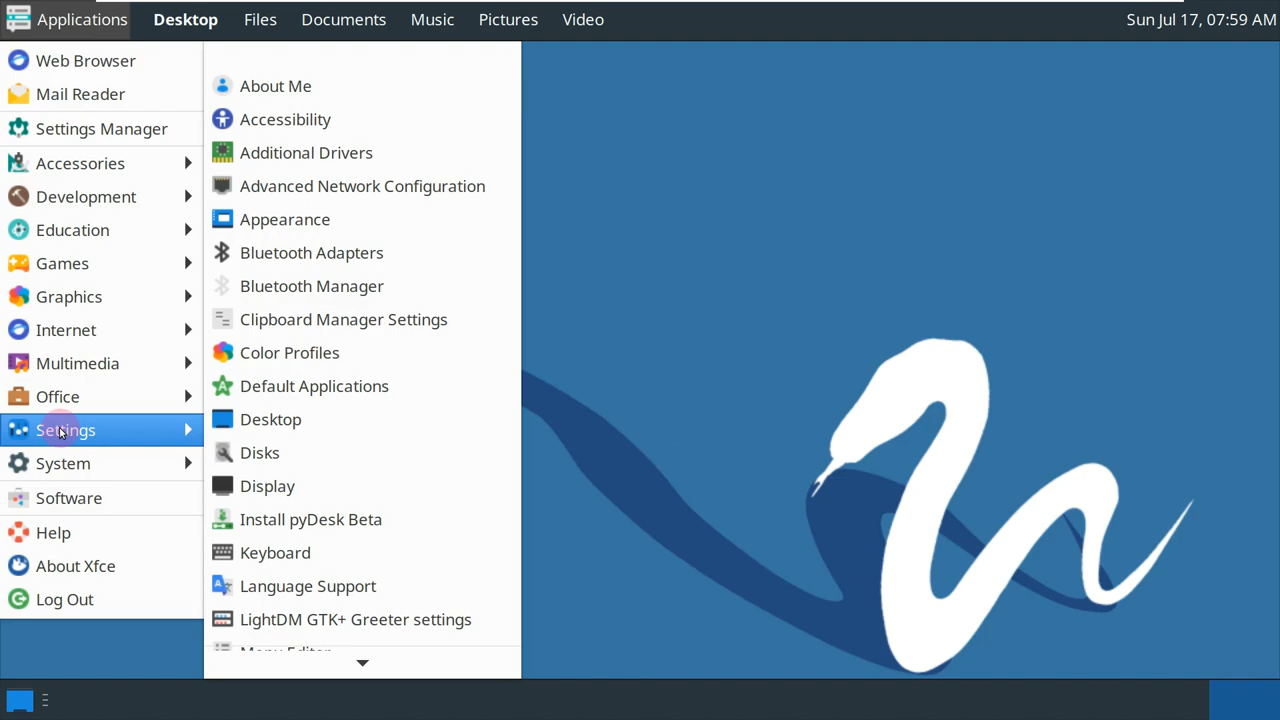 Applications Desktop Files Documents Music Pictures Video Sun Jul 17, 07:59 AM
Web Browser
Mail Reader
Settings Manager
Accessories
Development
Education
Games
Graphics
Internet
Multimedia
Office
Settings
System
Software
Help
About Xfce
Log Out
About Me
Accessibility
Additional Drivers
Advanced Network Configuration
Appearance
Bluetooth Adapters
Bluetooth Manager
Clipboard Manager Settings
Color Profiles
Default Applications
Desktop
Disks
Display
Install pyDesk Beta
Keyboard
Language Support
LightDM GTK+ Greeter settings
Menu Editor